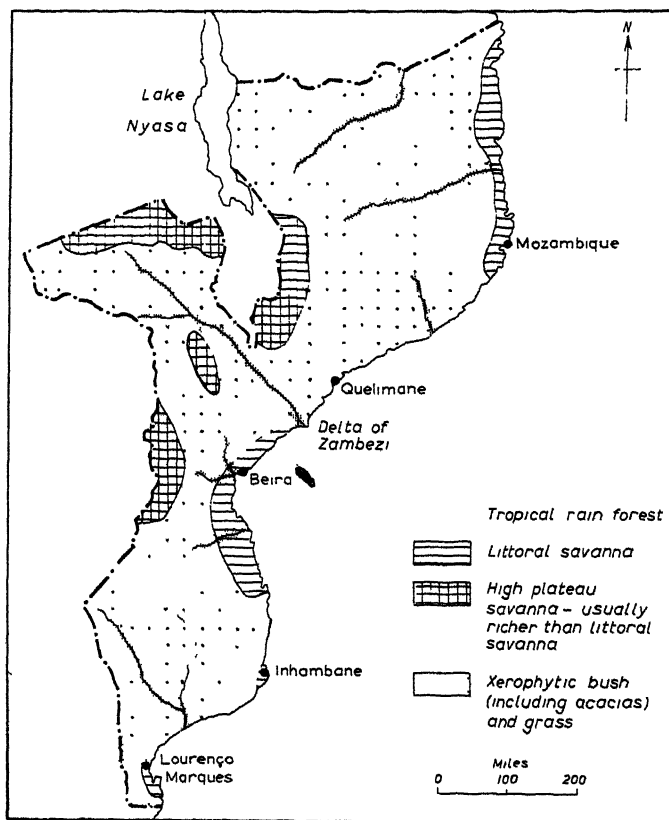 N
Lake
Nyasa
Mozambique
Quelimane
Delta of
Zambezi
Beira
Tropical rain forest
Littoral savanna
High plateau
savanna – usually
richer than littoral
savanna
Inhambane
Xerophytic bush
(including acacias)
and grass
Lourenço
Marques
Miles
0 100 200